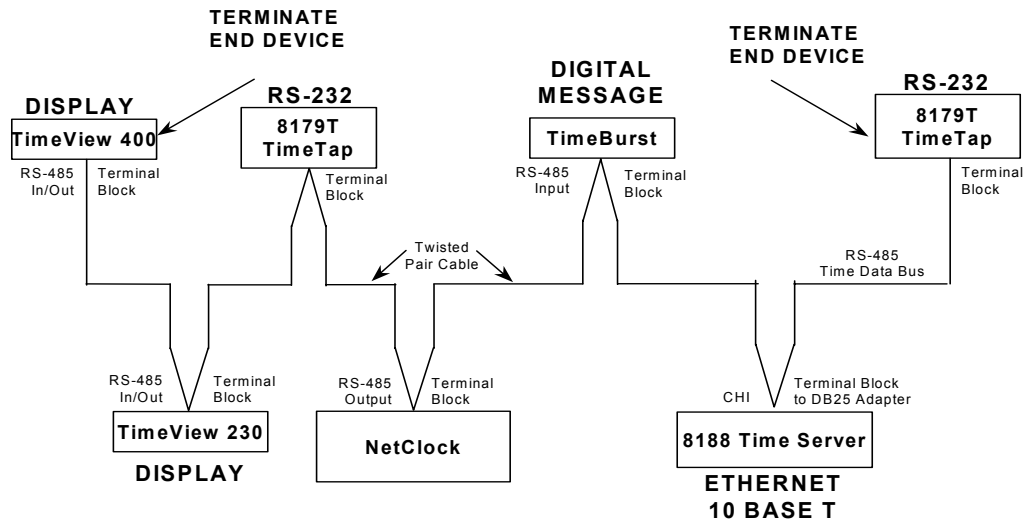 TERMINATE
END DEVICE
TERMINATE
END DEVICE
DISPLAY
TimeView 400
RS-485
In/Out
Terminal
Block
RS-232
8179T
TimeTap
Terminal
Block
DIGITAL
MESSAGE
TimeBurst
RS-485
Input
Terminal
Block
RS-232
8179T
TimeTap
Terminal
Block
Twisted
Pair Cable
RS-485
Time Data Bus
RS-485
In/Out
Terminal
Block
TimeView 230
DISPLAY
RS-485
Output
Terminal
Block
NetClock
CHI
Terminal Block
to DB25 Adapter
8188 Time Server
ETHERNET
10 BASE T